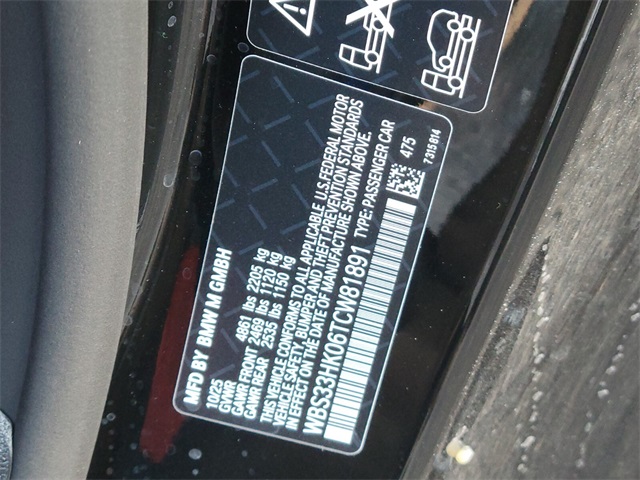 MFD BY BMW M GMBH
10/25
GVWR 4861 lbs 2205 kg
GAWR FRONT 2469 lbs 1120 kg
GAWR REAR 2535 lbs 1150 kg
THIS VEHICLE CONFORMS TO ALL APPLICABLE U.S.FEDERAL MOTOR
VEHICLE SAFETY, BUMPER AND THEFT PREVENTION STANDARDS
IN EFFECT ON THE DATE OF MANUFACTURE SHOWN ABOVE.
WBS33HK06TCW81891 TYPE: PASSENGER CAR
475
7315814